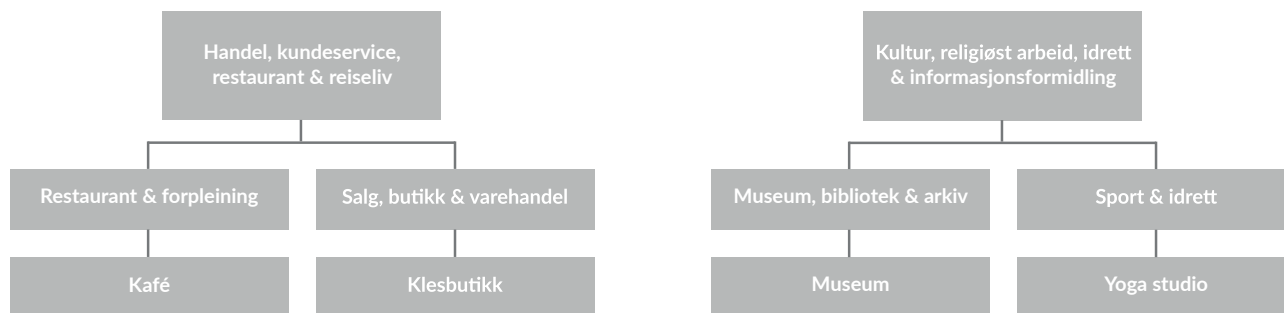 Handel, kundeservice,
restaurant & reiseliv
Kultur, religiøst arbeid, idrett
& informasjonsformidling
Restaurant & forpleining
Salg, butikk & varehandel
Museum, bibliotek & arkiv
Sport & idrett
Kafé
Klesbutikk
Museum
Yoga studio